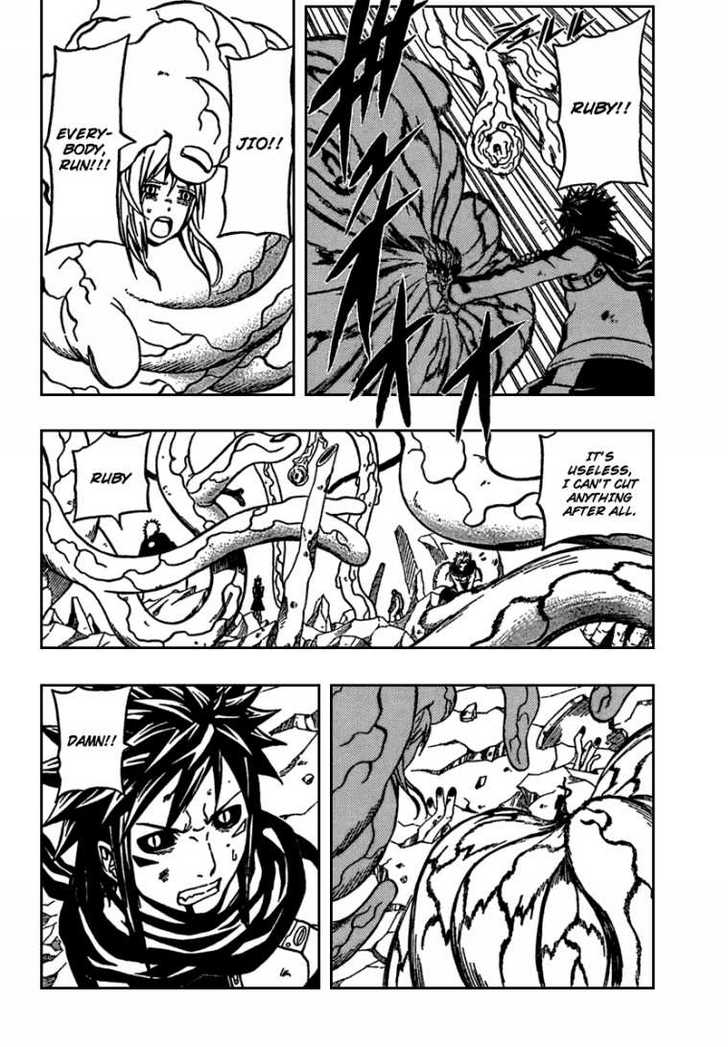 RUBY!!
JIO!!
EVERY-
BODY,
RUN!!!
IT'S
USELESS,
I CAN'T CUT
ANYTHING
AFTER ALL.
RUBY
DAMN!!